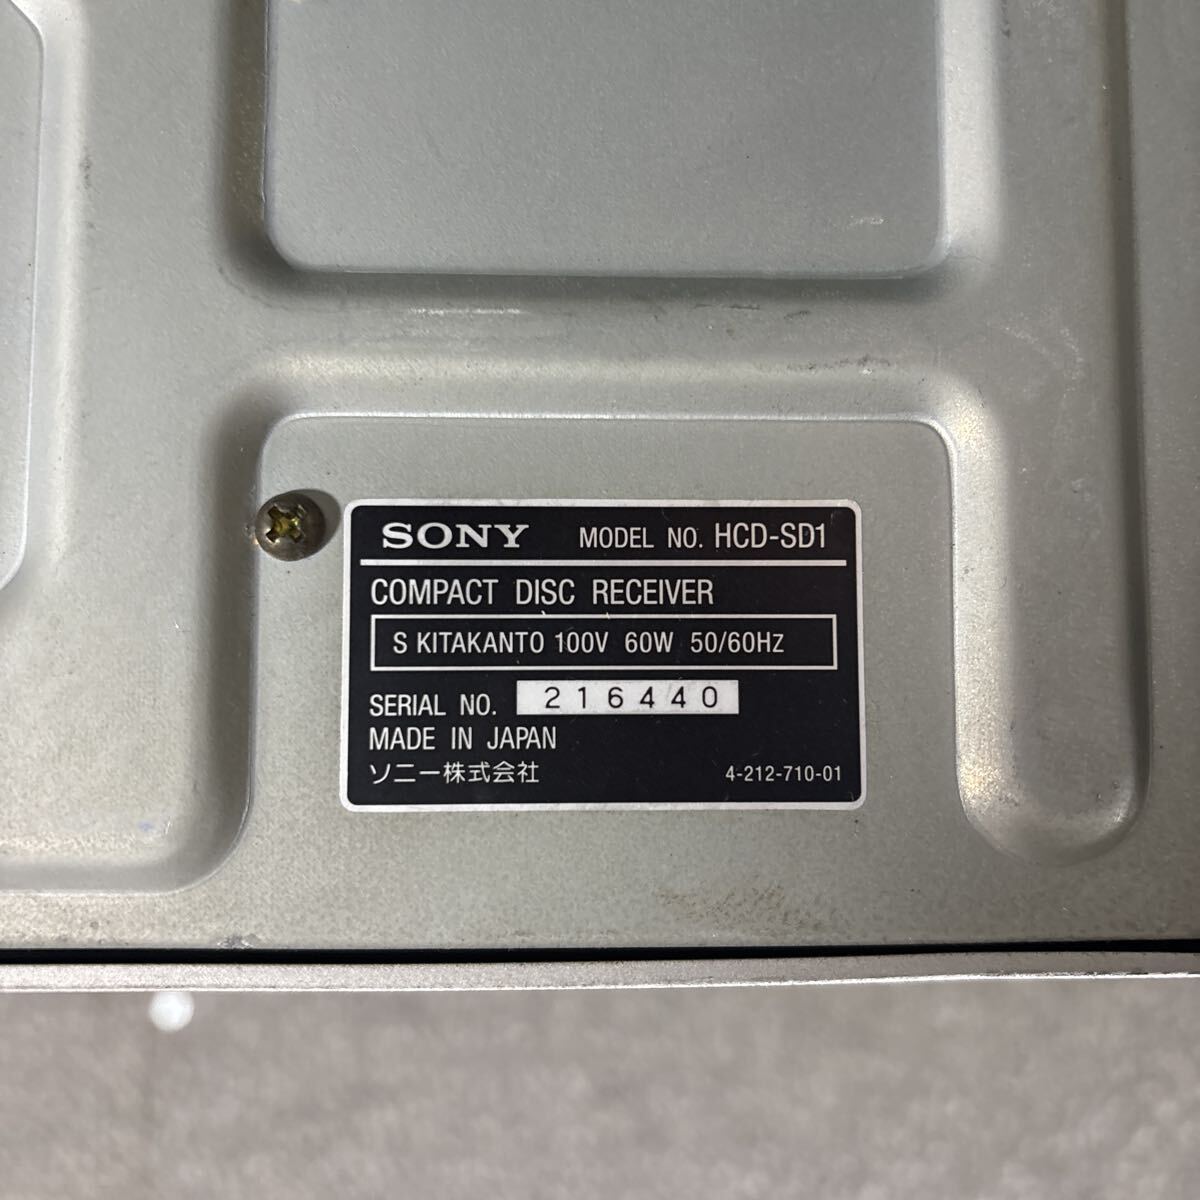 SONY MODEL NO. HCD-SD1
COMPACT DISC RECEIVER
S KITAKANTO 100V 60W 50/60Hz
SERIAL NO. 216440
MADE IN JAPAN
ソニー株式会社 4-212-710-01